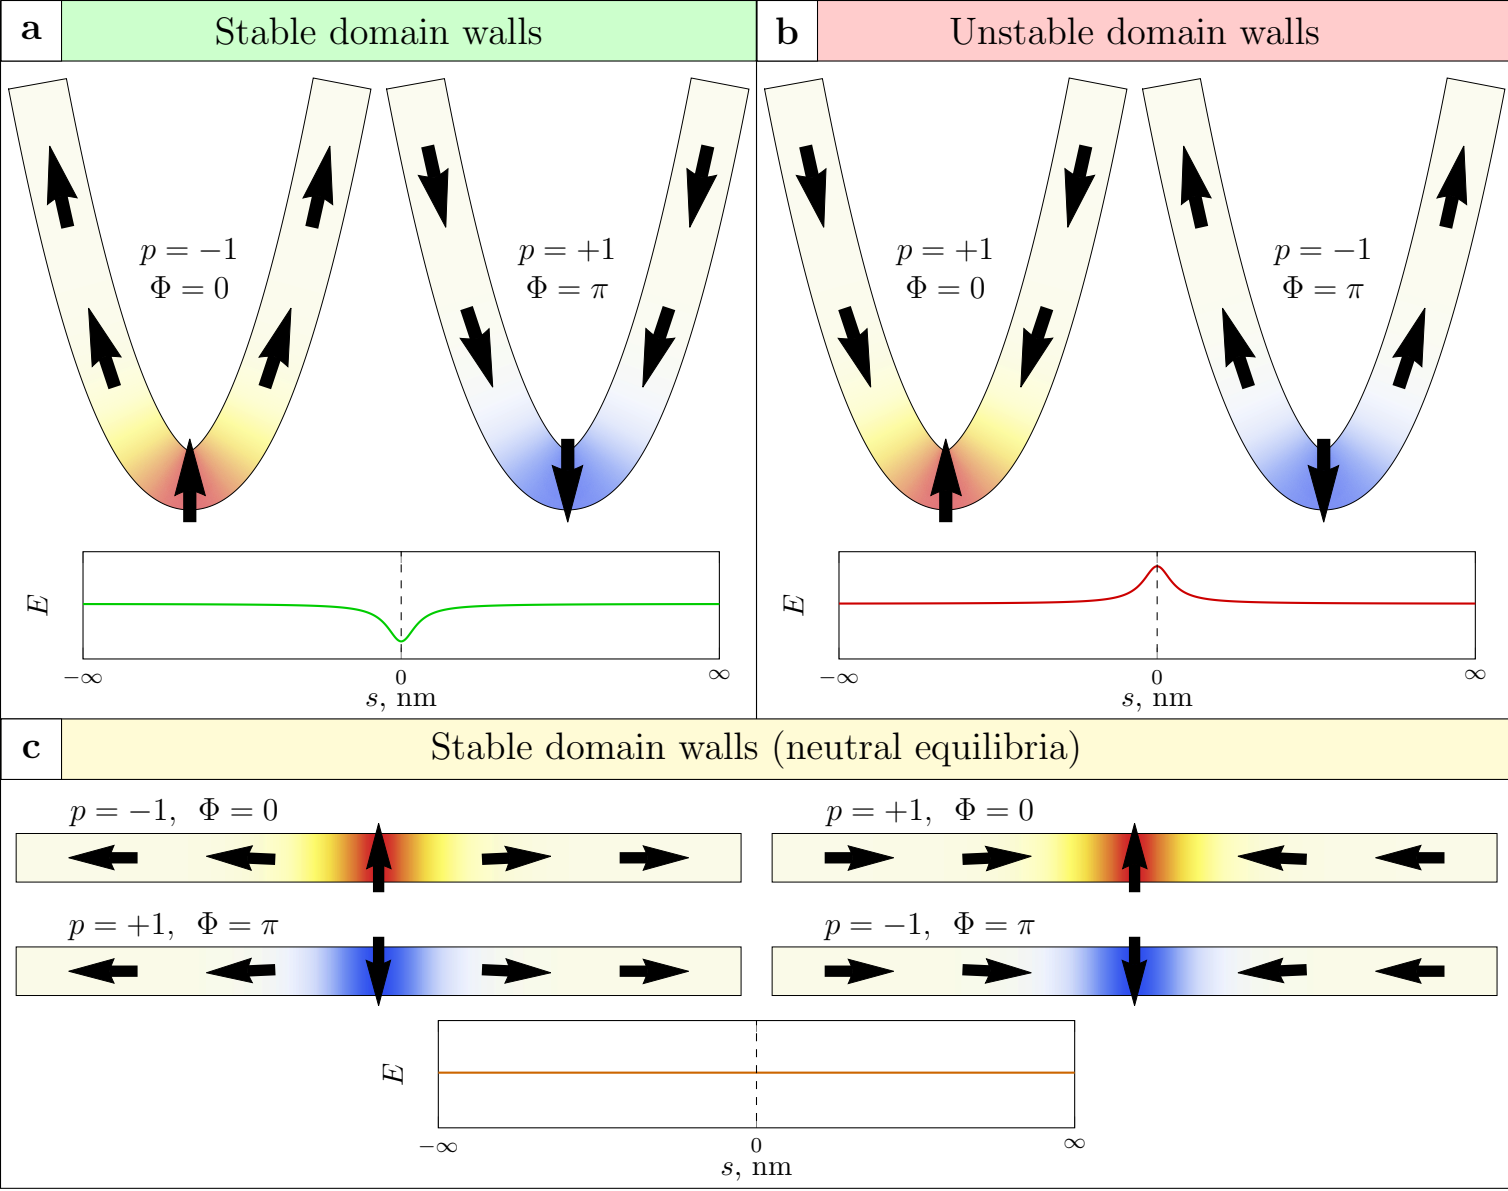 a Stable domain walls
p = −1
Φ = 0
p = +1
Φ = π
E
−∞ 0 ∞
s, nm
b Unstable domain walls
p = +1
Φ = 0
p = −1
Φ = π
E
−∞ 0 ∞
s, nm
c Stable domain walls (neutral equilibria)
p = −1, Φ = 0
p = +1, Φ = 0
p = +1, Φ = π
p = −1, Φ = π
E
−∞ 0 ∞
s, nm